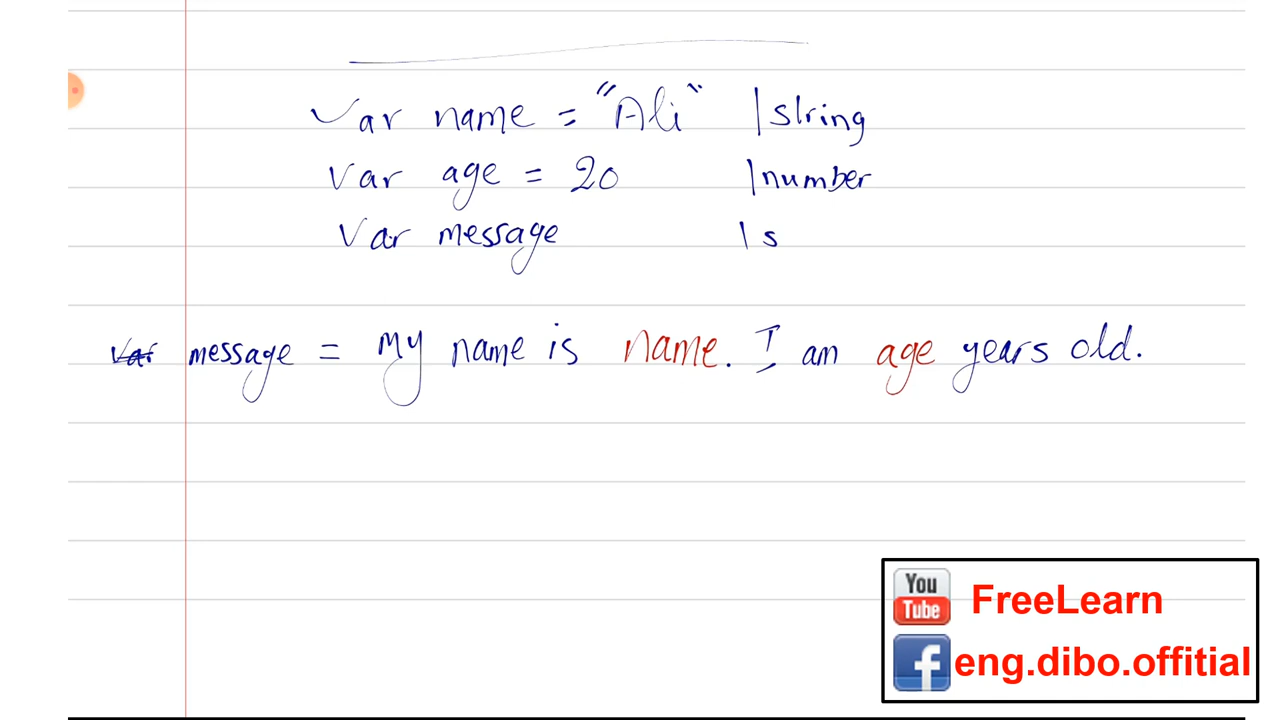 Var name = "Ali" | string
Var age = 20 | number
Var message | s
var message = My name is name. I am age years old.
You Tube FreeLearn
f eng.dibo.offitial